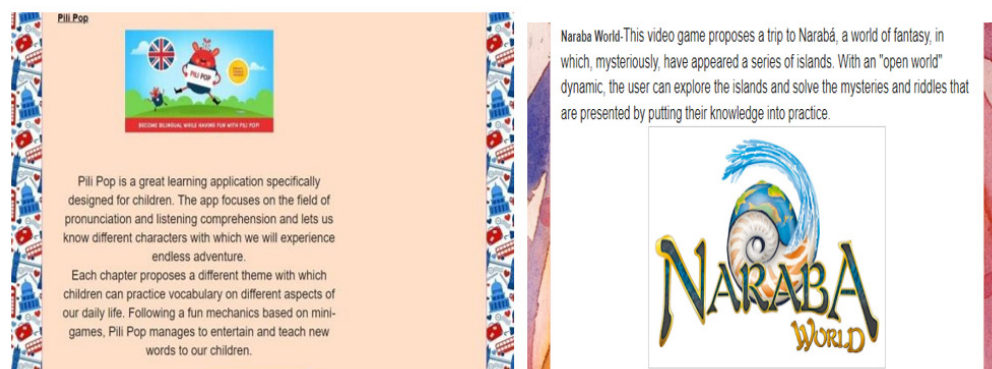 Pili Pop
PILI POP
BECOME BILINGUAL WHILE HAVING FUN WITH PILI POP!
Pili Pop is a great learning application specifically
designed for children. The app focuses on the field of
pronunciation and listening comprehension and lets us
know different characters with which we will experience
endless adventure.
Each chapter proposes a different theme with which
children can practice vocabulary on different aspects of
our daily life. Following a fun mechanics based on mini-
games, Pili Pop manages to entertain and teach new
words to our children.
Naraba World-This video game proposes a trip to Narabá, a world of fantasy, in
which, mysteriously, have appeared a series of islands. With an "open world"
dynamic, the user can explore the islands and solve the mysteries and riddles that
are presented by putting their knowledge into practice.
NARABA
WORLD